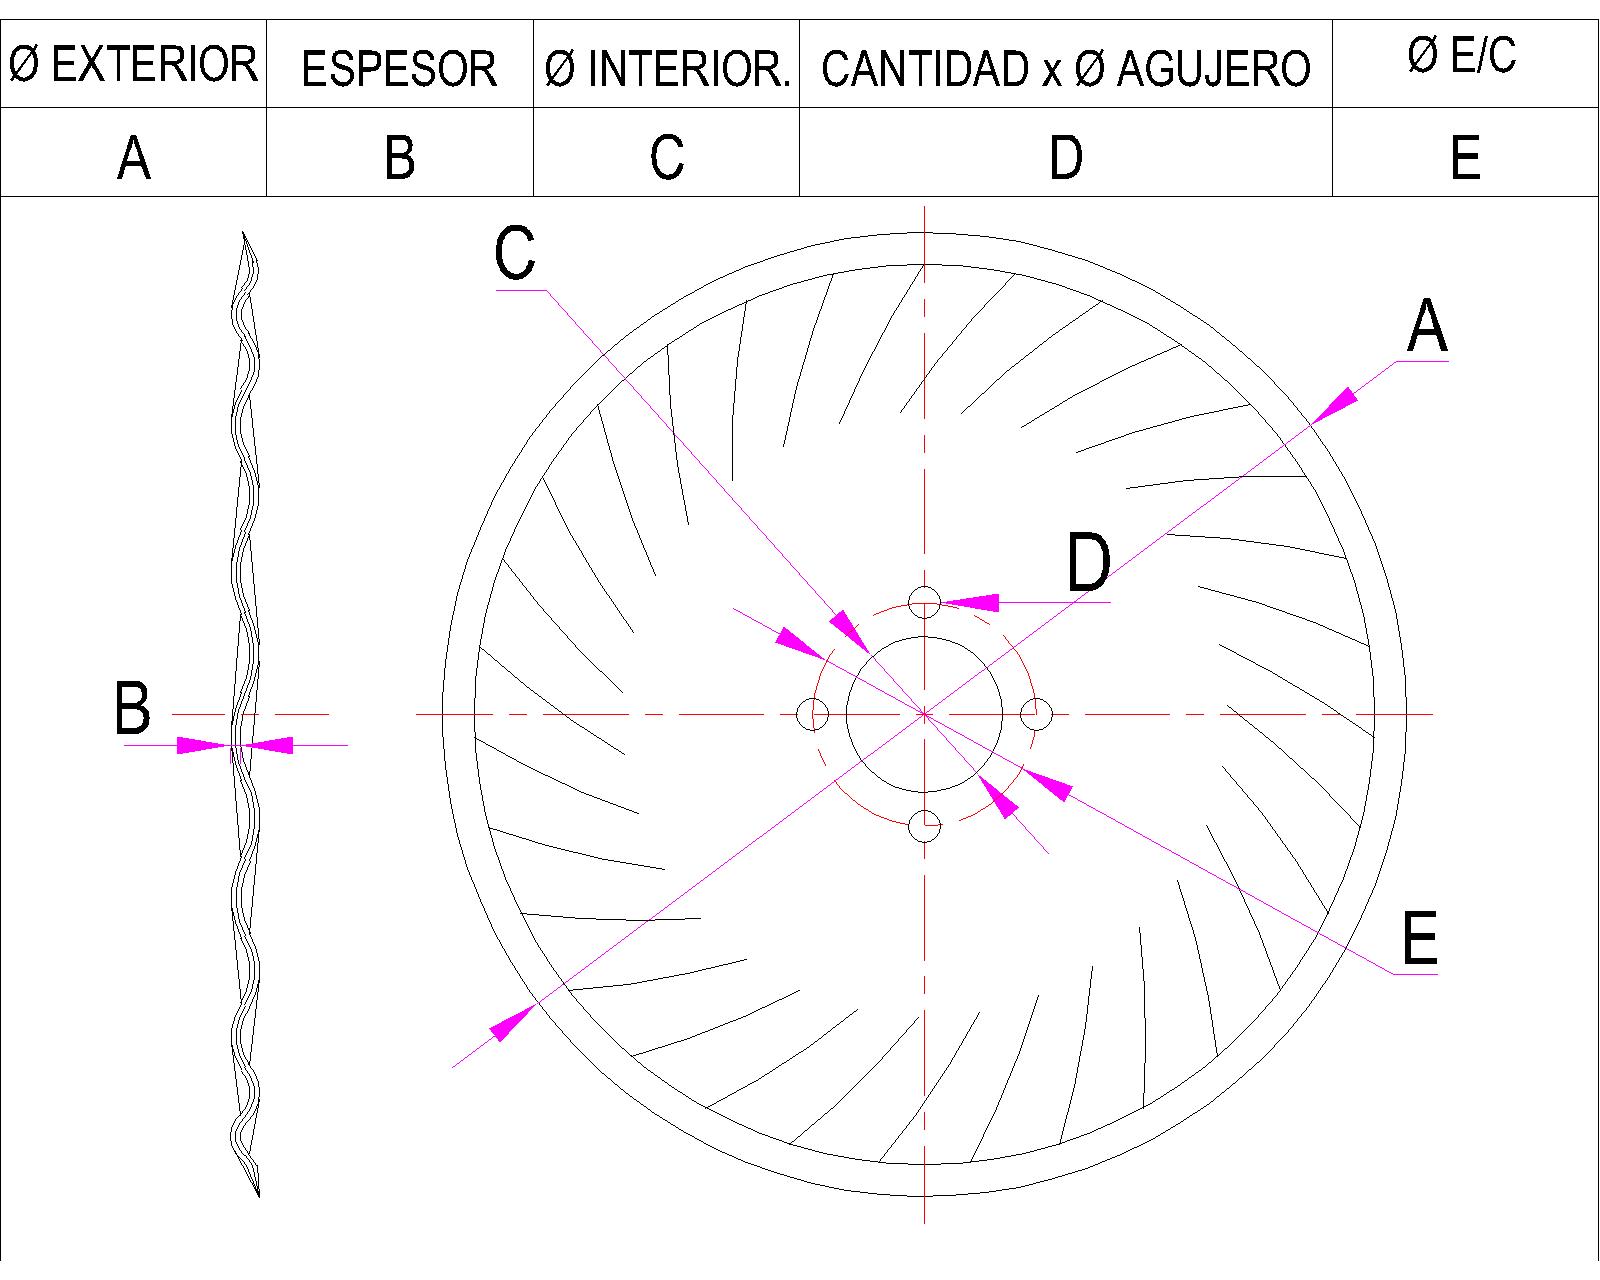 Ø EXTERIOR ESPESOR Ø INTERIOR. CANTIDAD x Ø AGUJERO Ø E/C
A B C D E
C
A
D
B
E